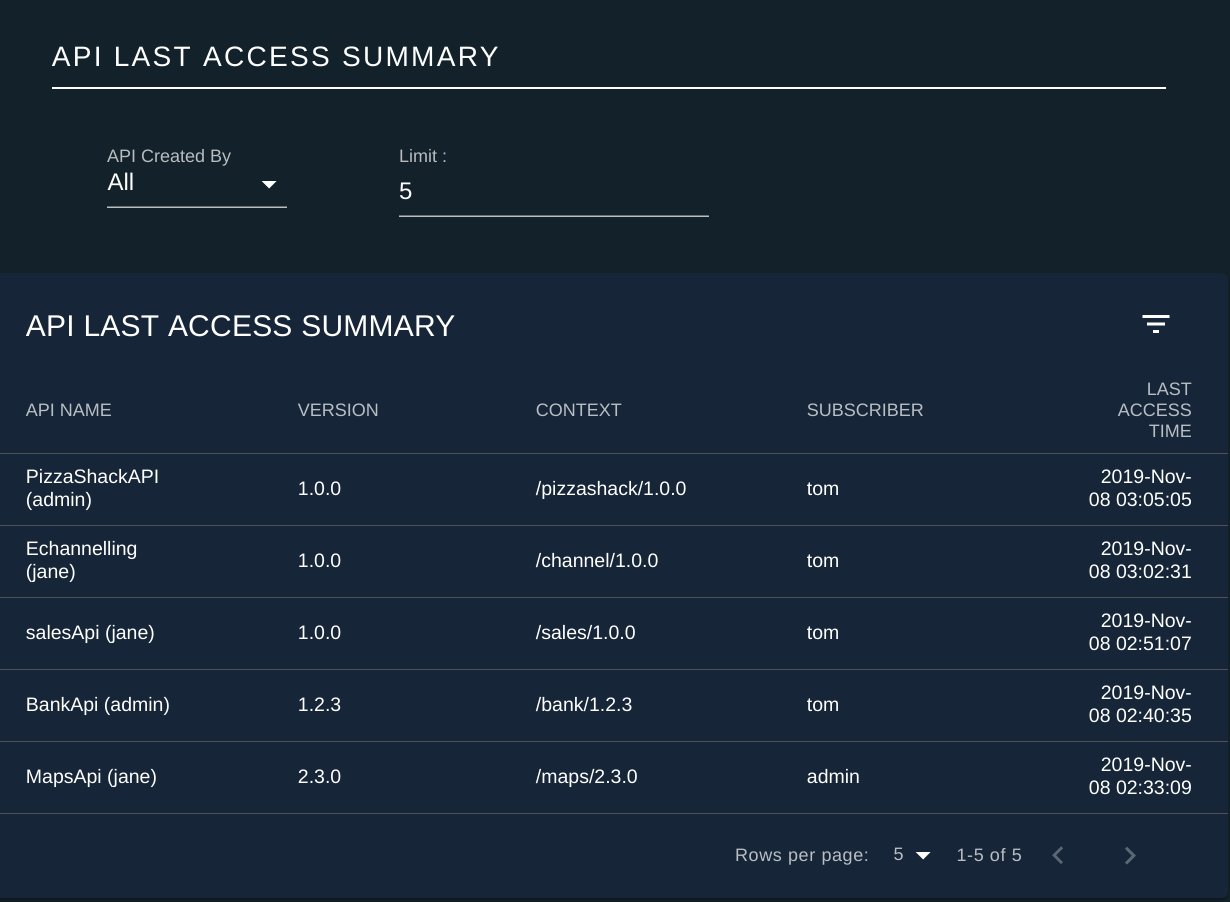 API LAST ACCESS SUMMARY
API Created By
All
Limit :
5
API LAST ACCESS SUMMARY
API NAME VERSION CONTEXT SUBSCRIBER LAST
ACCESS
TIME
PizzaShackAPI
(admin) 1.0.0 /pizzashack/1.0.0 tom 2019-Nov-
08 03:05:05
Echannelling
(jane) 1.0.0 /channel/1.0.0 tom 2019-Nov-
08 03:02:31
salesApi (jane) 1.0.0 /sales/1.0.0 tom 2019-Nov-
08 02:51:07
BankApi (admin) 1.2.3 /bank/1.2.3 tom 2019-Nov-
08 02:40:35
MapsApi (jane) 2.3.0 /maps/2.3.0 admin 2019-Nov-
08 02:33:09
Rows per page: 5 1-5 of 5